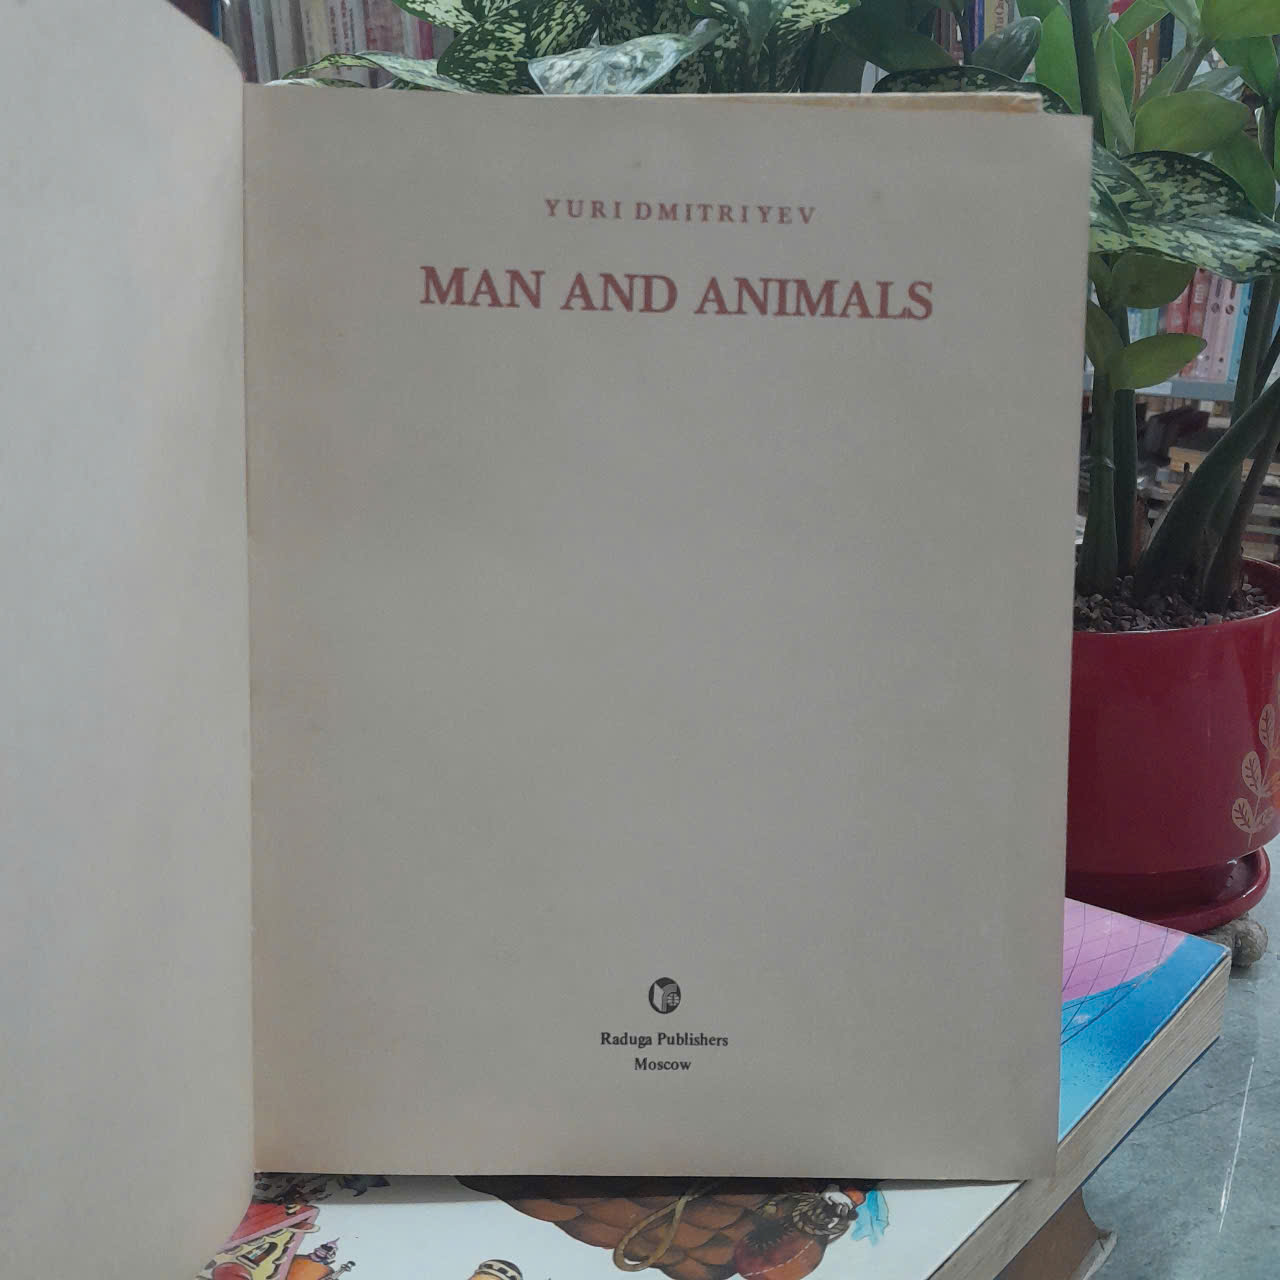 YURI DMITRIYEV
MAN AND ANIMALS
Raduga Publishers
Moscow